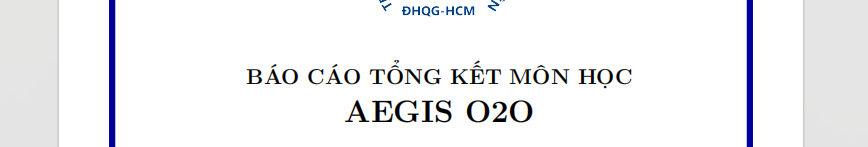 ĐHQG-HCM
BÁO CÁO TỔNG KẾT MÔN HỌC
AEGIS O2O